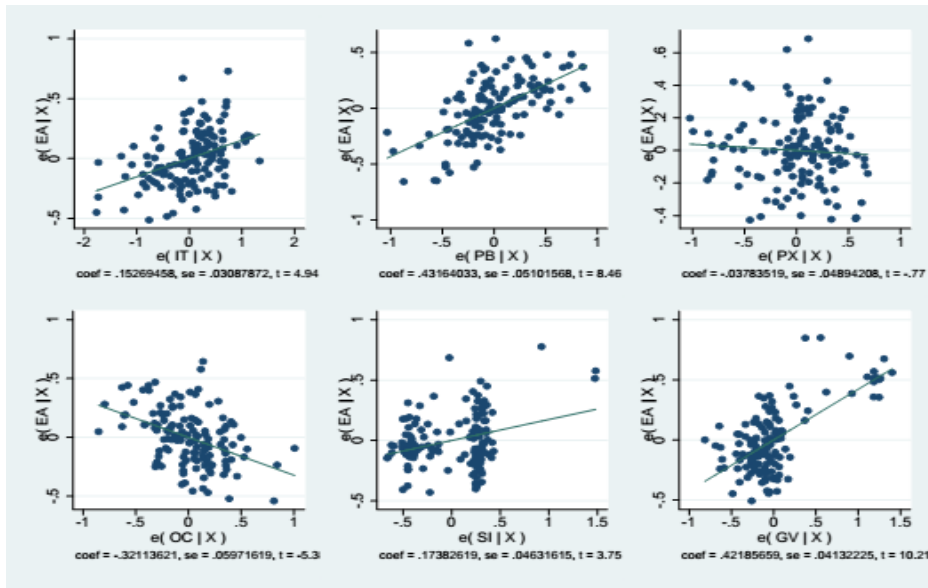 e( EA | X )
-.5 0 .5 1
-2 -1 0 1 2
e( IT | X )
coef = .15269458, se = .03087872, t = 4.94
e( EA | X )
-1 -.5 0 .5
-1 -.5 0 .5 1
e( PB | X )
coef = .43164033, se = .05101568, t = 8.46
e( EA | X )
-.4 -.2 0 .2 .4 .6
-1 -.5 0 .5 1
e( PX | X )
coef = -.03783519, se = .04894208, t = -.77
e( EA | X )
-.5 0 .5 1
-1 -.5 0 .5 1
e( OC | X )
coef = -.32113621, se = .05971619, t = -5.3
e( EA | X )
-.5 0 .5 1
-.5 0 .5 1 1.5
e( SI | X )
coef = .17382619, se = .04631615, t = 3.75
e( EA | X )
-.5 0 .5 1
-1 -.5 0 .5 1 1.5
e( GV | X )
coef = .42185659, se = .04132225, t = 10.21